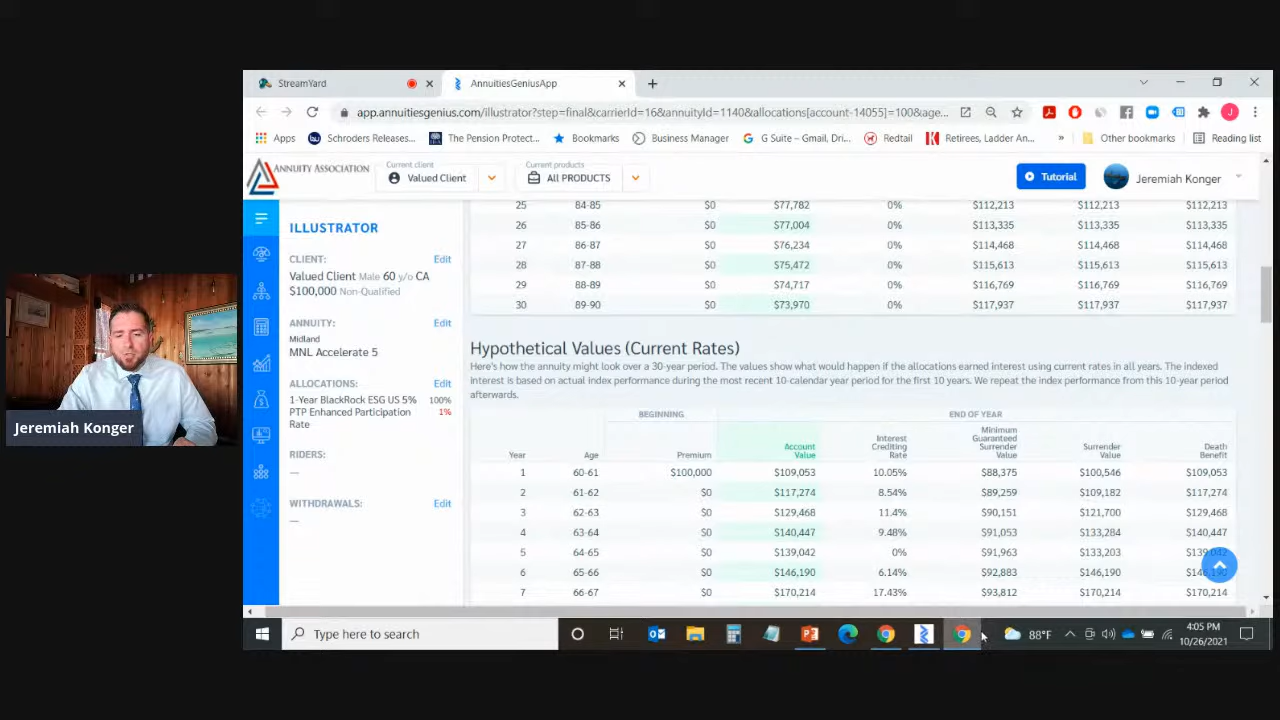 StreamYard
AnnuitiesGeniusApp
app.annuitiesgenius.com/illustrator?step=final&carrierId=16&annuityId=1140&allocations[account-14055]=100&age...
Apps
Schroders Releases...
The Pension Protect...
Bookmarks
Business Manager
G Suite – Gmail, Dri...
Redtail
Retirees, Ladder An...
»
Other bookmarks
Reading list
ANNUITY ASSOCIATION
Current client
Valued Client
Current products
All PRODUCTS
Tutorial
Jeremiah Konger
ILLUSTRATOR
CLIENT: Edit
Valued Client Male 60 y/o CA
$100,000 Non-Qualified
ANNUITY: Edit
Midland
MNL Accelerate 5
ALLOCATIONS: Edit
1-Year BlackRock ESG US 5% 100%
PTP Enhanced Participation 1%
Rate
RIDERS:
—
WITHDRAWALS: Edit
—
25 84-85 $0 $77,782 0% $112,213 $112,213 $112,213
26 85-86 $0 $77,004 0% $113,335 $113,335 $113,335
27 86-87 $0 $76,234 0% $114,468 $114,468 $114,468
28 87-88 $0 $75,472 0% $115,613 $115,613 $115,613
29 88-89 $0 $74,717 0% $116,769 $116,769 $116,769
30 89-90 $0 $73,970 0% $117,937 $117,937 $117,937
Hypothetical Values (Current Rates)
Here's how the annuity might look over a 30-year period. The values show what would happen if the allocations earned interest using current rates in all years. The indexed
interest is based on actual index performance during the most recent 10-calendar year period for the first 10 years. We repeat the index performance from this 10-year period
afterwards.
BEGINNING END OF YEAR
Year Age Premium Account Value Interest Crediting Rate Minimum Guaranteed Surrender Value Surrender Value Death Benefit
1 60-61 $100,000 $109,053 10.05% $88,375 $100,546 $109,053
2 61-62 $0 $117,274 8.54% $89,259 $109,182 $117,274
3 62-63 $0 $129,468 11.4% $90,151 $121,700 $129,468
4 63-64 $0 $140,447 9.48% $91,053 $133,284 $140,447
5 64-65 $0 $139,042 0% $91,963 $133,203 $139,042
6 65-66 $0 $146,190 6.14% $92,883 $146,190 $146,190
7 66-67 $0 $170,214 17.43% $93,812 $170,214 $170,214
Jeremiah Konger
Type here to search
88°F
4:05 PM
10/26/2021